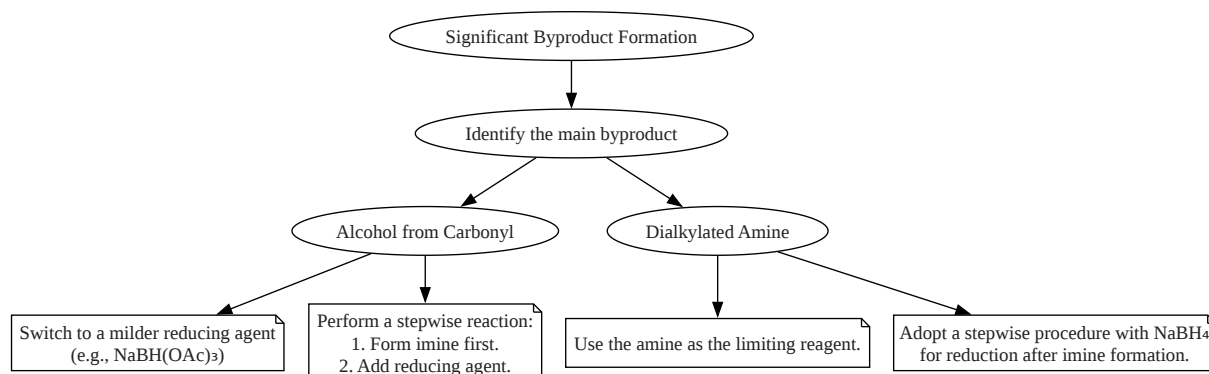 Significant Byproduct Formation
Identify the main byproduct
Alcohol from Carbonyl
Dialkylated Amine
Switch to a milder reducing agent
(e.g., NaBH(OAc)₃)
Perform a stepwise reaction:
1. Form imine first.
2. Add reducing agent.
Use the amine as the limiting reagent.
Adopt a stepwise procedure with NaBH₄
for reduction after imine formation.